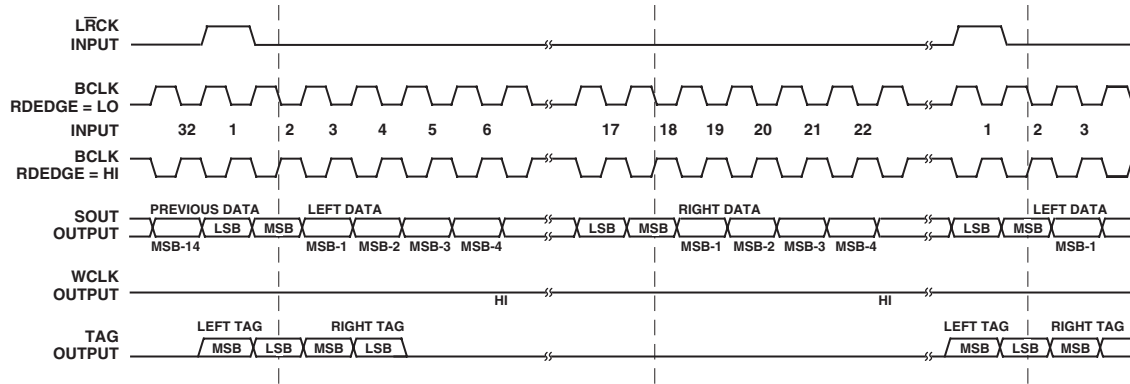 LRCK
INPUT
BCLK
RDEDGE = LO
INPUT 32 1 2 3 4 5 6 17 18 19 20 21 22 1 2 3
BCLK
RDEDGE = HI
SOUT
OUTPUT
PREVIOUS DATA LEFT DATA RIGHT DATA LEFT DATA
LSB MSB LSB MSB LSB MSB
MSB-14 MSB-1 MSB-2 MSB-3 MSB-4 MSB-1 MSB-2 MSB-3 MSB-4 MSB-1
WCLK
OUTPUT
HI HI
TAG
OUTPUT
LEFT TAG RIGHT TAG LEFT TAG RIGHT TAG
MSB LSB MSB LSB MSB LSB MSB